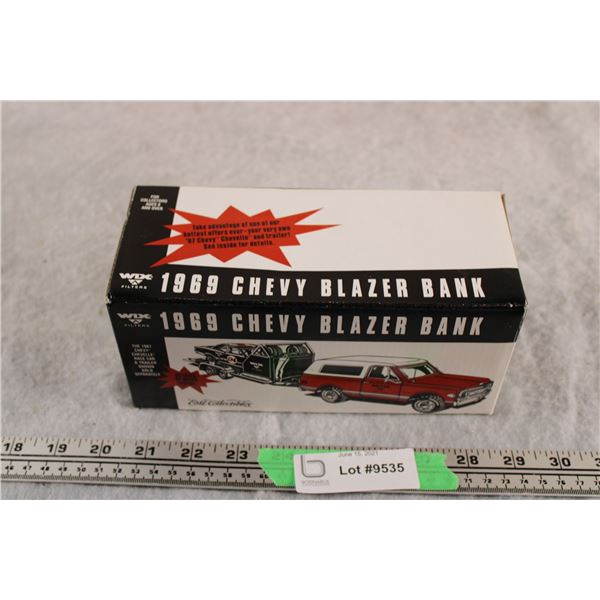 FOR
COLLECTORS
AGES 8
AND OVER
Take advantage of one of our
hottest offers ever - your very own
'67 Chevy Chevelle and trailer!
See inside for details.
WIX
FILTERS
1969 CHEVY BLAZER BANK
WIX
FILTERS
1969 CHEVY BLAZER BANK
THE 1967
CHEVY
CHEVELLE
RACE CAR
& TRAILER
SHOWN
SOLD
SEPARATELY
Ertl Collectibles
June 15, 2021
Lot #9535
18 19 20 21 22 23 28 29 30